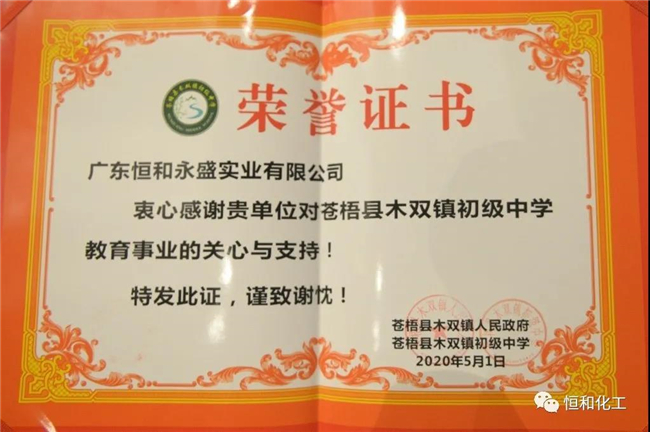 荣誉证书
广东恒和永盛实业有限公司
衷心感谢贵单位对苍梧县木双镇初级中学
教育事业的关心与支持！
特发此证，谨致谢忱！
苍梧县木双镇人民政府
苍梧县木双镇初级中学
2020年5月1日
恒和化工